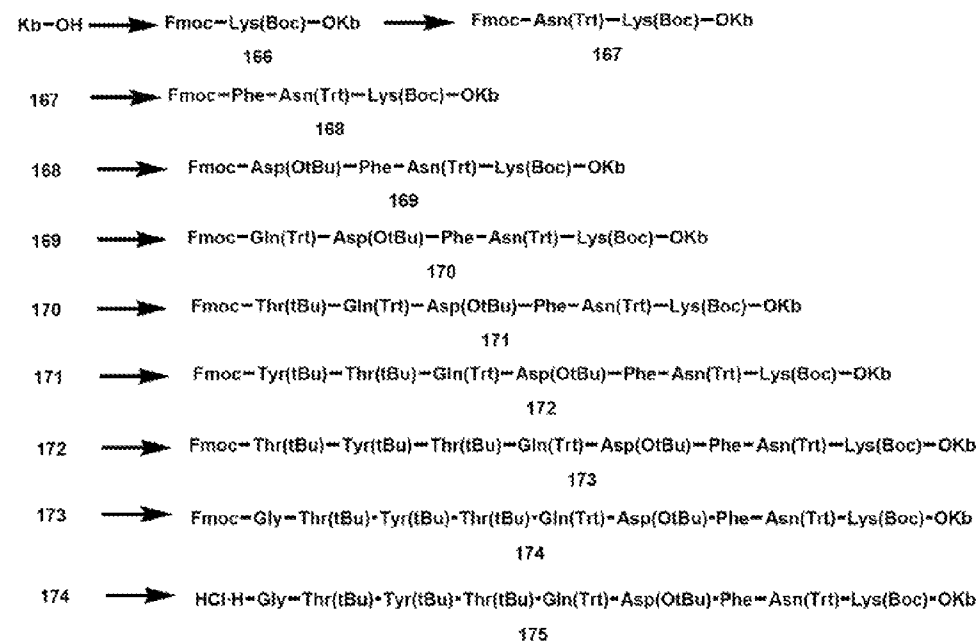 Kb-OH Fmoc-Lys(Boc)-OKb Fmoc-Asn(Trt)-Lys(Boc)-OKb
166 167
167 Fmoc-Phe-Asn(Trt)-Lys(Boc)-OKb
168
168 Fmoc-Asp(OtBu)-Phe-Asn(Trt)-Lys(Boc)-OKb
169
169 Fmoc-Gln(Trt)-Asp(OtBu)-Phe-Asn(Trt)-Lys(Boc)-OKb
170
170 Fmoc-Thr(tBu)-Gln(Trt)-Asp(OtBu)-Phe-Asn(Trt)-Lys(Boc)-OKb
171
171 Fmoc-Tyr(tBu)-Thr(tBu)-Gln(Trt)-Asp(OtBu)-Phe-Asn(Trt)-Lys(Boc)-OKb
172
172 Fmoc-Thr(tBu)-Tyr(tBu)-Thr(tBu)-Gln(Trt)-Asp(OtBu)-Phe-Asn(Trt)-Lys(Boc)-OKb
173
173 Fmoc-Gly-Thr(tBu)-Tyr(tBu)-Thr(tBu)-Gln(Trt)-Asp(OtBu)-Phe-Asn(Trt)-Lys(Boc)-OKb
174
174 HCl·H-Gly-Thr(tBu)-Tyr(tBu)-Thr(tBu)-Gln(Trt)-Asp(OtBu)-Phe-Asn(Trt)-Lys(Boc)-OKb
175